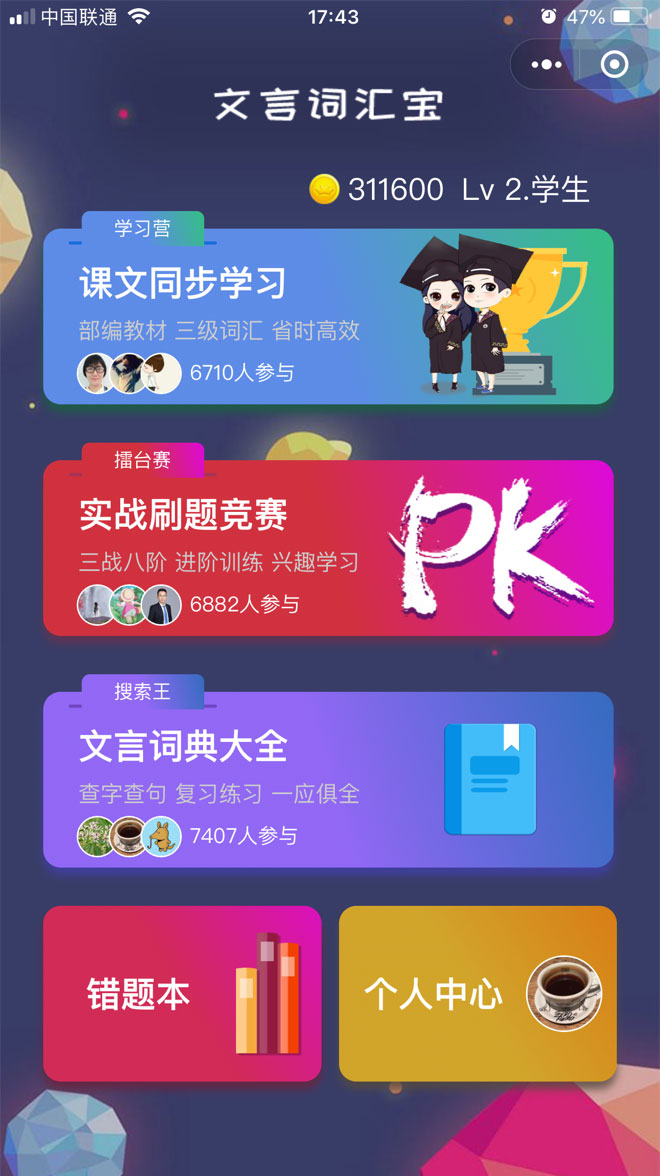 中国联通 17:43 47%
文言词汇宝
311600 Lv 2.学生
学习营
课文同步学习
部编教材 三级词汇 省时高效
6710人参与
擂台赛
实战刷题竞赛
三战八阶 进阶训练 兴趣学习
6882人参与
PK
搜索王
文言词典大全
查字查句 复习练习 一应俱全
7407人参与
错题本
个人中心